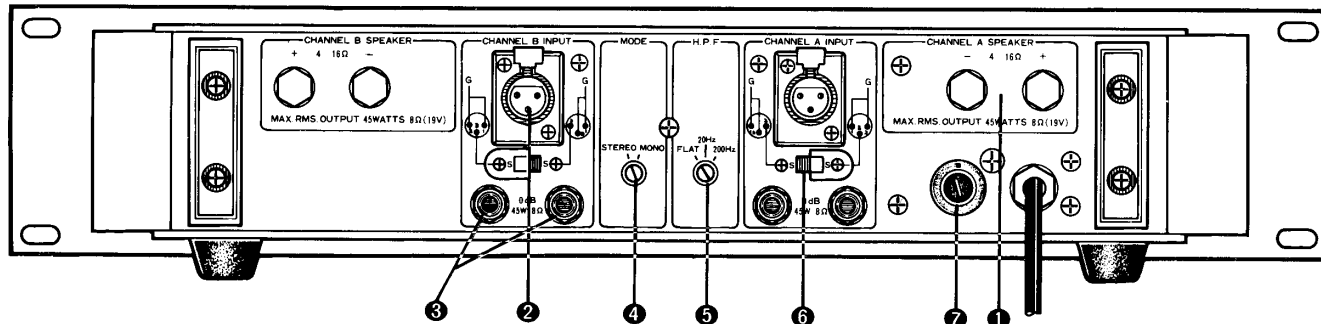 CHANNEL B SPEAKER
+ 4 16Ω −
MAX. RMS. OUTPUT 45WATTS 8Ω(19V)
CHANNEL B INPUT
G G
S S
0dB
45W 8Ω
MODE
STEREO MONO
H.P.F
20Hz
FLAT 200Hz
CHANNEL A INPUT
G G
S S
0dB
45W 8Ω
CHANNEL A SPEAKER
− 4 16Ω +
MAX. RMS. OUTPUT 45WATTS 8Ω(19V)
3 2 4 5 6 7 1